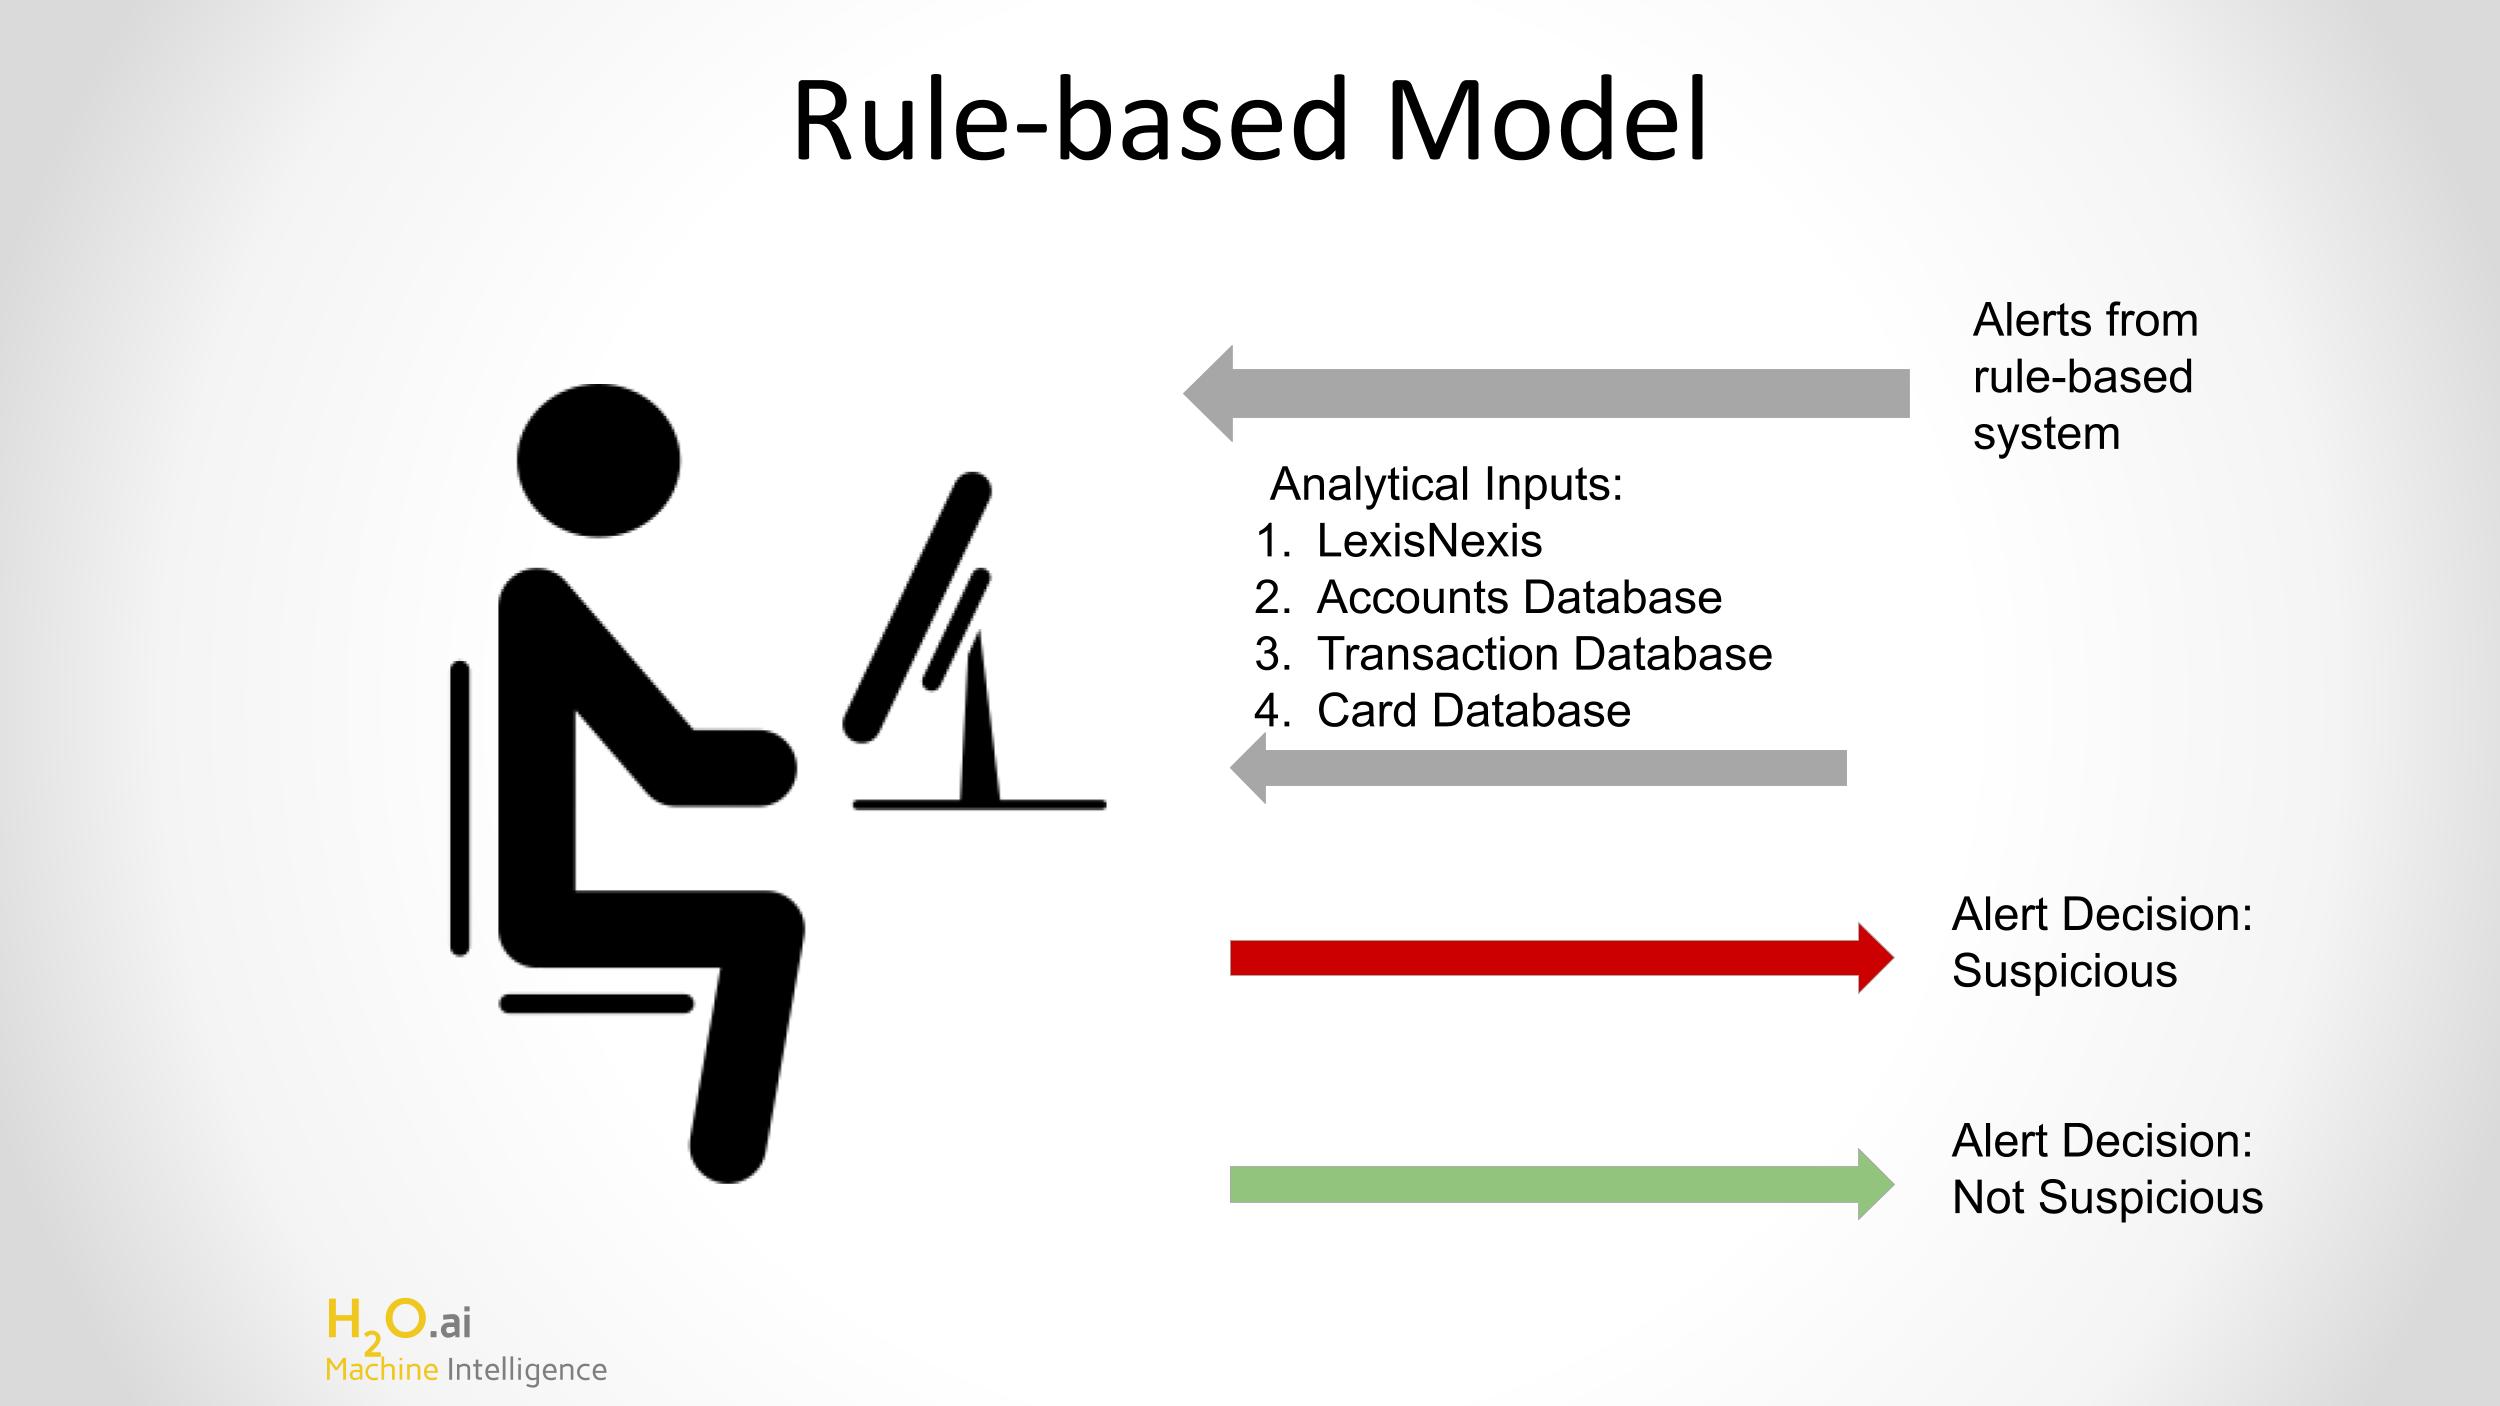 Rule-based Model
Alerts from
rule-based
system
Analytical Inputs:
1. LexisNexis
2. Accounts Database
3. Transaction Database
4. Card Database
Alert Decision:
Suspicious
Alert Decision:
Not Suspicious
H2O.ai
Machine Intelligence